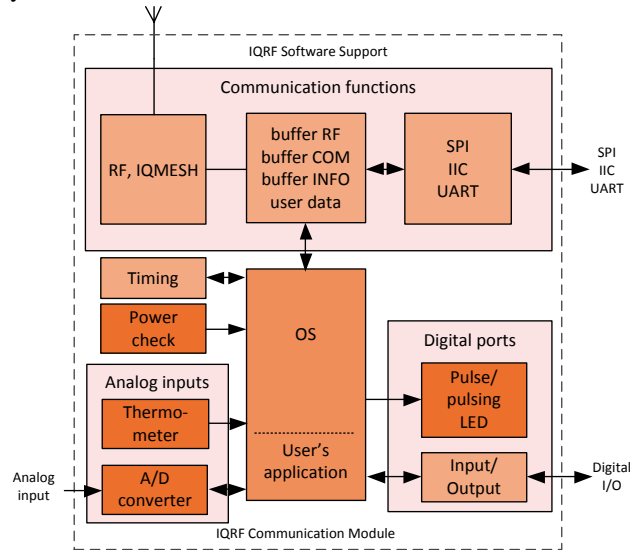 IQRF Software Support
Communication functions
RF, IQMESH
buffer RF
buffer COM
buffer INFO
user data
SPI
IIC
UART
SPI
IIC
UART
Timing
Power
check
OS
User's
application
Analog inputs
Thermo-
meter
A/D
converter
Analog
input
Digital ports
Pulse/
pulsing
LED
Input/
Output
Digital
I/O
IQRF Communication Module